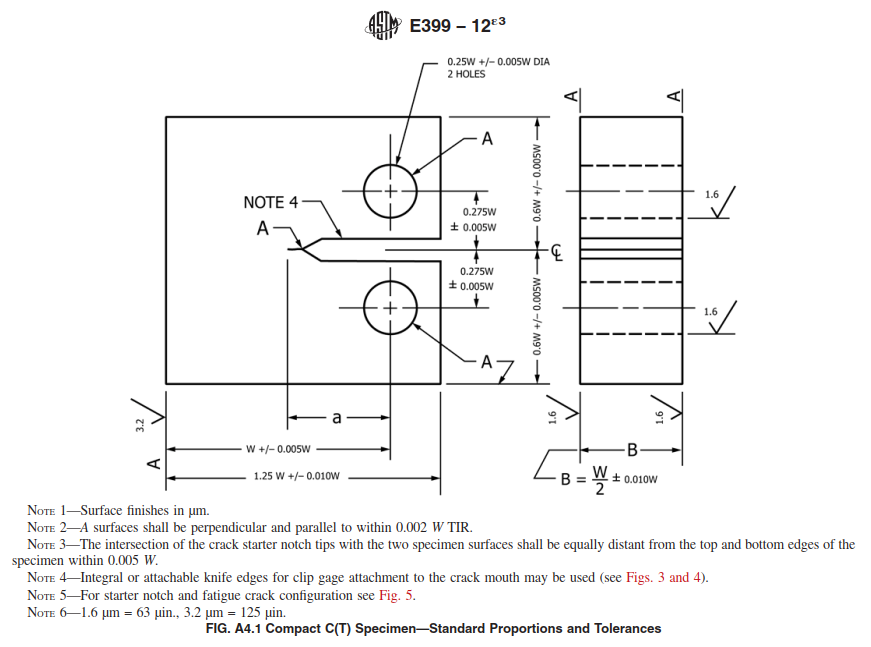 ASTM E399 – 12ε3
0.25W +/– 0.005W DIA
2 HOLES
A
A
A
0.6W +/– 0.005W
NOTE 4
A
0.275W
± 0.005W
1.6
℄
0.275W
± 0.005W
0.6W +/– 0.005W
1.6
A
3.2
a
1.6
1.6
W +/– 0.005W
A
B
1.25 W +/– 0.010W
B = W/2 ± 0.010W
NOTE 1—Surface finishes in μm.
NOTE 2—A surfaces shall be perpendicular and parallel to within 0.002 W TIR.
NOTE 3—The intersection of the crack starter notch tips with the two specimen surfaces shall be equally distant from the top and bottom edges of the
specimen within 0.005 W.
NOTE 4—Integral or attachable knife edges for clip gage attachment to the crack mouth may be used (see Figs. 3 and 4).
NOTE 5—For starter notch and fatigue crack configuration see Fig. 5.
NOTE 6—1.6 μm = 63 μin., 3.2 μm = 125 μin.
FIG. A4.1 Compact C(T) Specimen—Standard Proportions and Tolerances